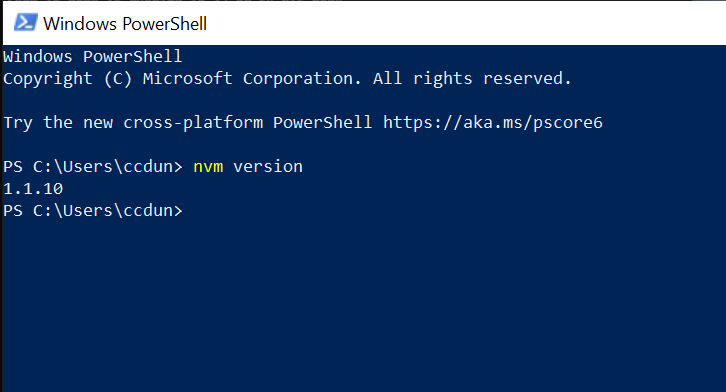 Windows PowerShell
Windows PowerShell
Copyright (C) Microsoft Corporation. All rights reserved.
Try the new cross-platform PowerShell https://aka.ms/pscore6
PS C:\Users\ccdun> nvm version
1.1.10
PS C:\Users\ccdun>